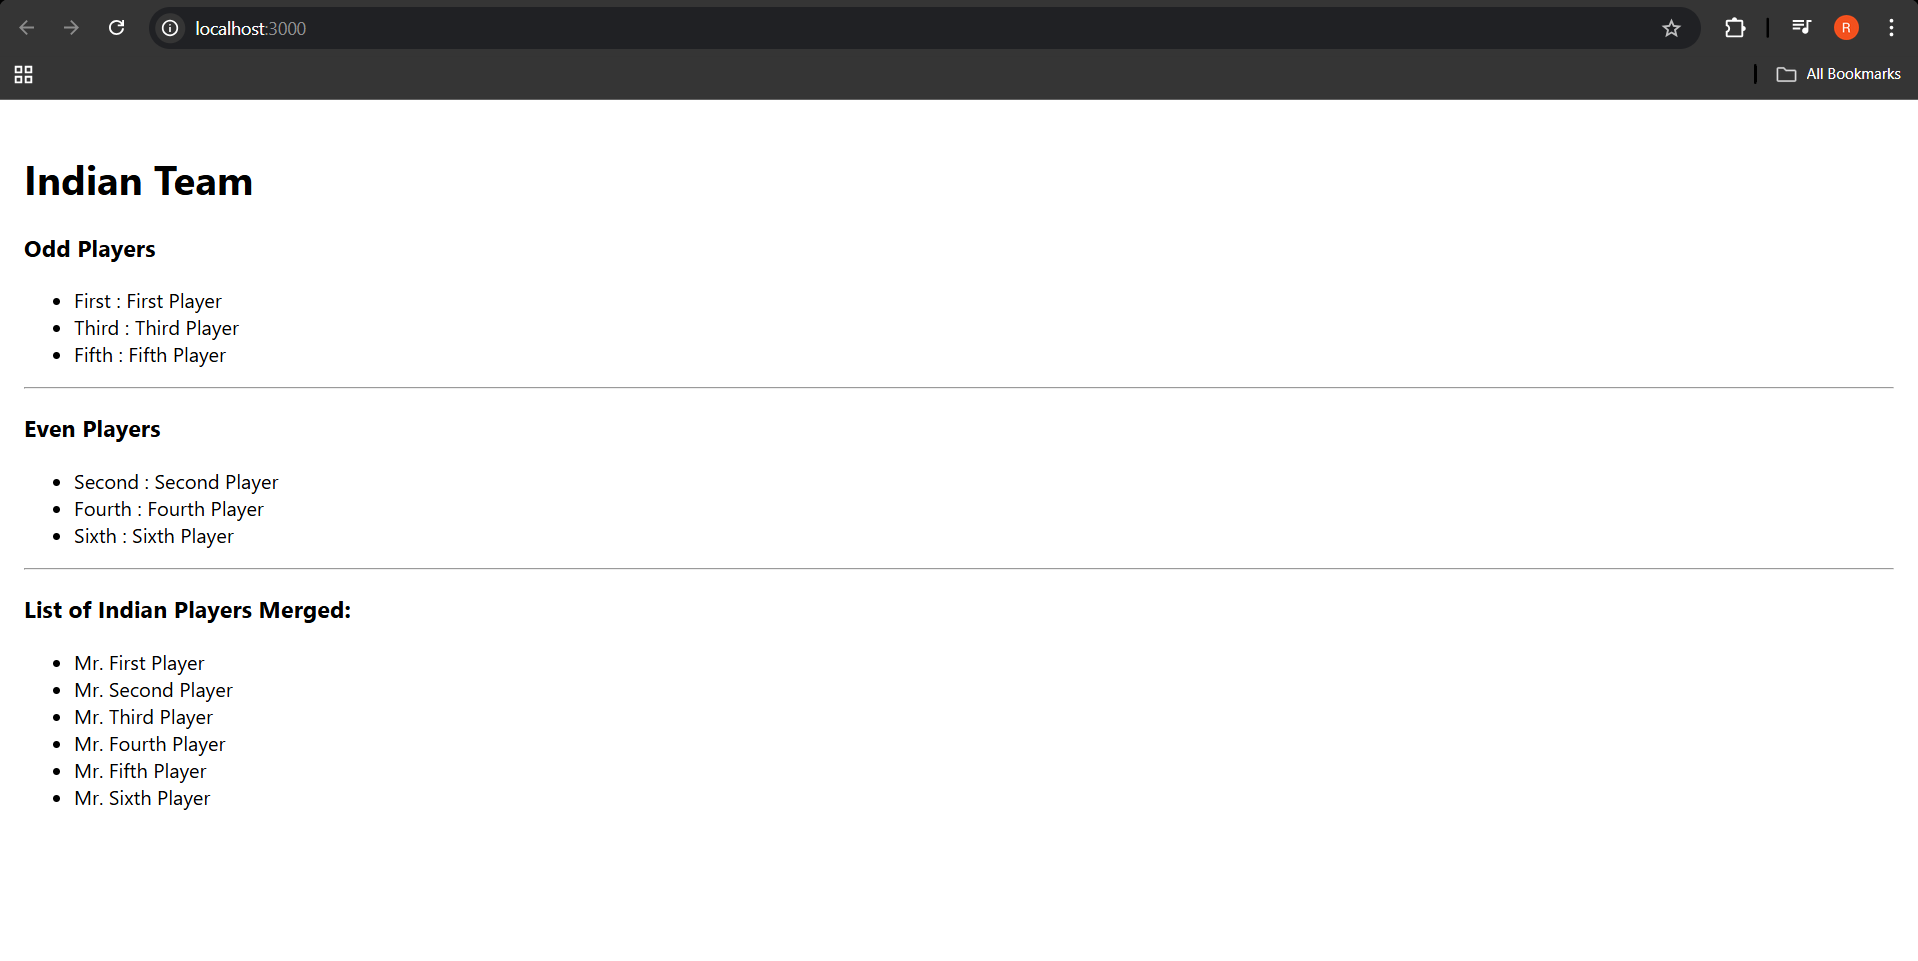 localhost:3000
R
All Bookmarks
Indian Team
Odd Players
First : First Player
Third : Third Player
Fifth : Fifth Player
Even Players
Second : Second Player
Fourth : Fourth Player
Sixth : Sixth Player
List of Indian Players Merged:
Mr. First Player
Mr. Second Player
Mr. Third Player
Mr. Fourth Player
Mr. Fifth Player
Mr. Sixth Player